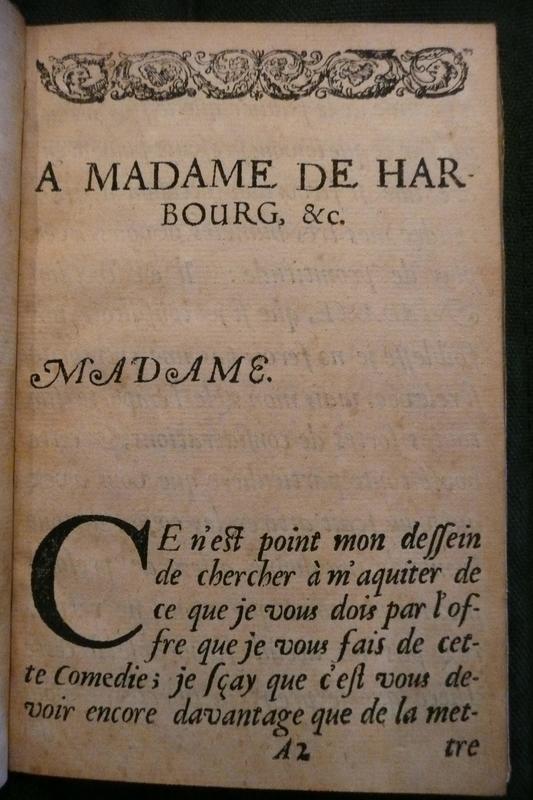 A MADAME DE HAR-
BOURG, &c.
MADAME.
CE n'est point mon dessein
de chercher à m'aquiter de
ce que je vous dois par l'of-
fre que je vous fais de cet-
te Comedie; je sçay que c'est vous de-
voir encore davantage que de la met-
A2 tre